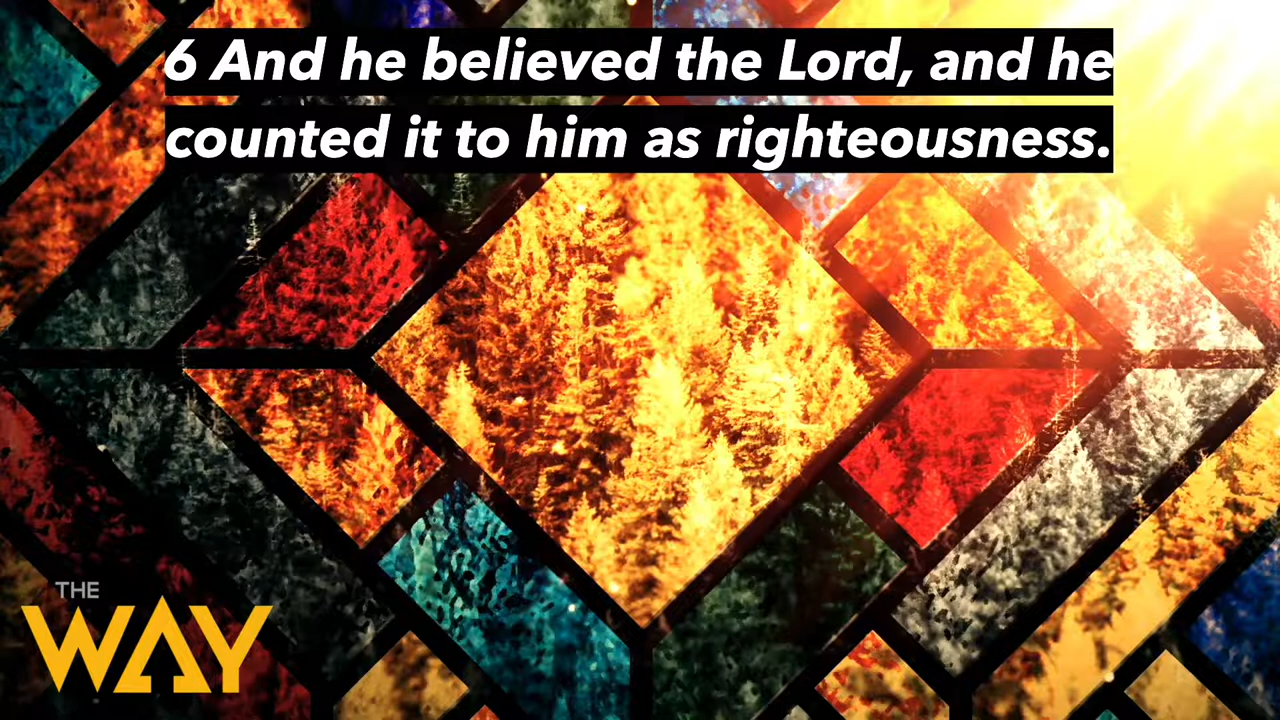 6 And he believed the Lord, and he
counted it to him as righteousness.
THE
WAY